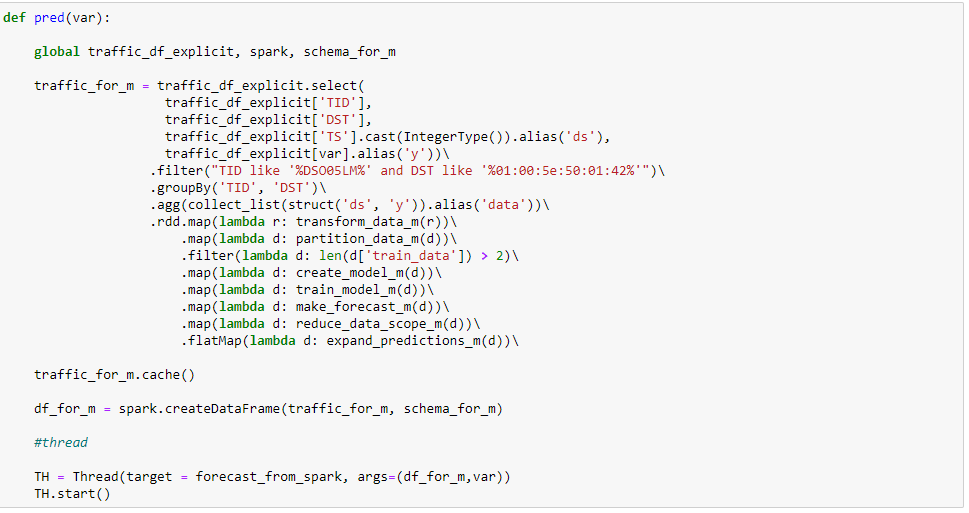 def pred(var):
global traffic_df_explicit, spark, schema_for_m
traffic_for_m = traffic_df_explicit.select(
traffic_df_explicit['TID'],
traffic_df_explicit['DST'],
traffic_df_explicit['TS'].cast(IntegerType()).alias('ds'),
traffic_df_explicit[var].alias('y'))\
.filter("TID like '%DSO05LM%' and DST like '%01:00:5e:50:01:42%'")\
.groupBy('TID', 'DST')\
.agg(collect_list(struct('ds', 'y')).alias('data'))\
.rdd.map(lambda r: transform_data_m(r))\
.map(lambda d: partition_data_m(d))\
.filter(lambda d: len(d['train_data']) > 2)\
.map(lambda d: create_model_m(d))\
.map(lambda d: train_model_m(d))\
.map(lambda d: make_forecast_m(d))\
.map(lambda d: reduce_data_scope_m(d))\
.flatMap(lambda d: expand_predictions_m(d))\
traffic_for_m.cache()
df_for_m = spark.createDataFrame(traffic_for_m, schema_for_m)
#thread
TH = Thread(target = forecast_from_spark, args=(df_for_m,var))
TH.start()